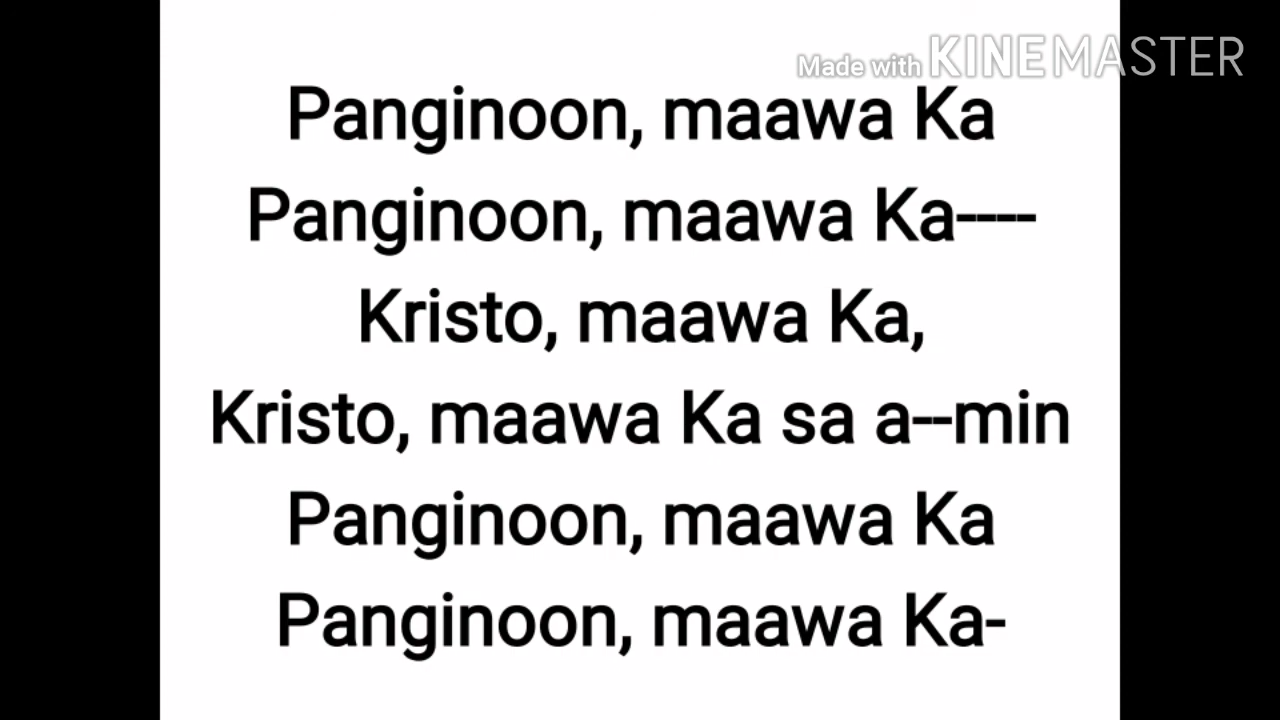 Made with KINEMASTER
Panginoon, maawa Ka
Panginoon, maawa Ka----
Kristo, maawa Ka,
Kristo, maawa Ka sa a--min
Panginoon, maawa Ka
Panginoon, maawa Ka-